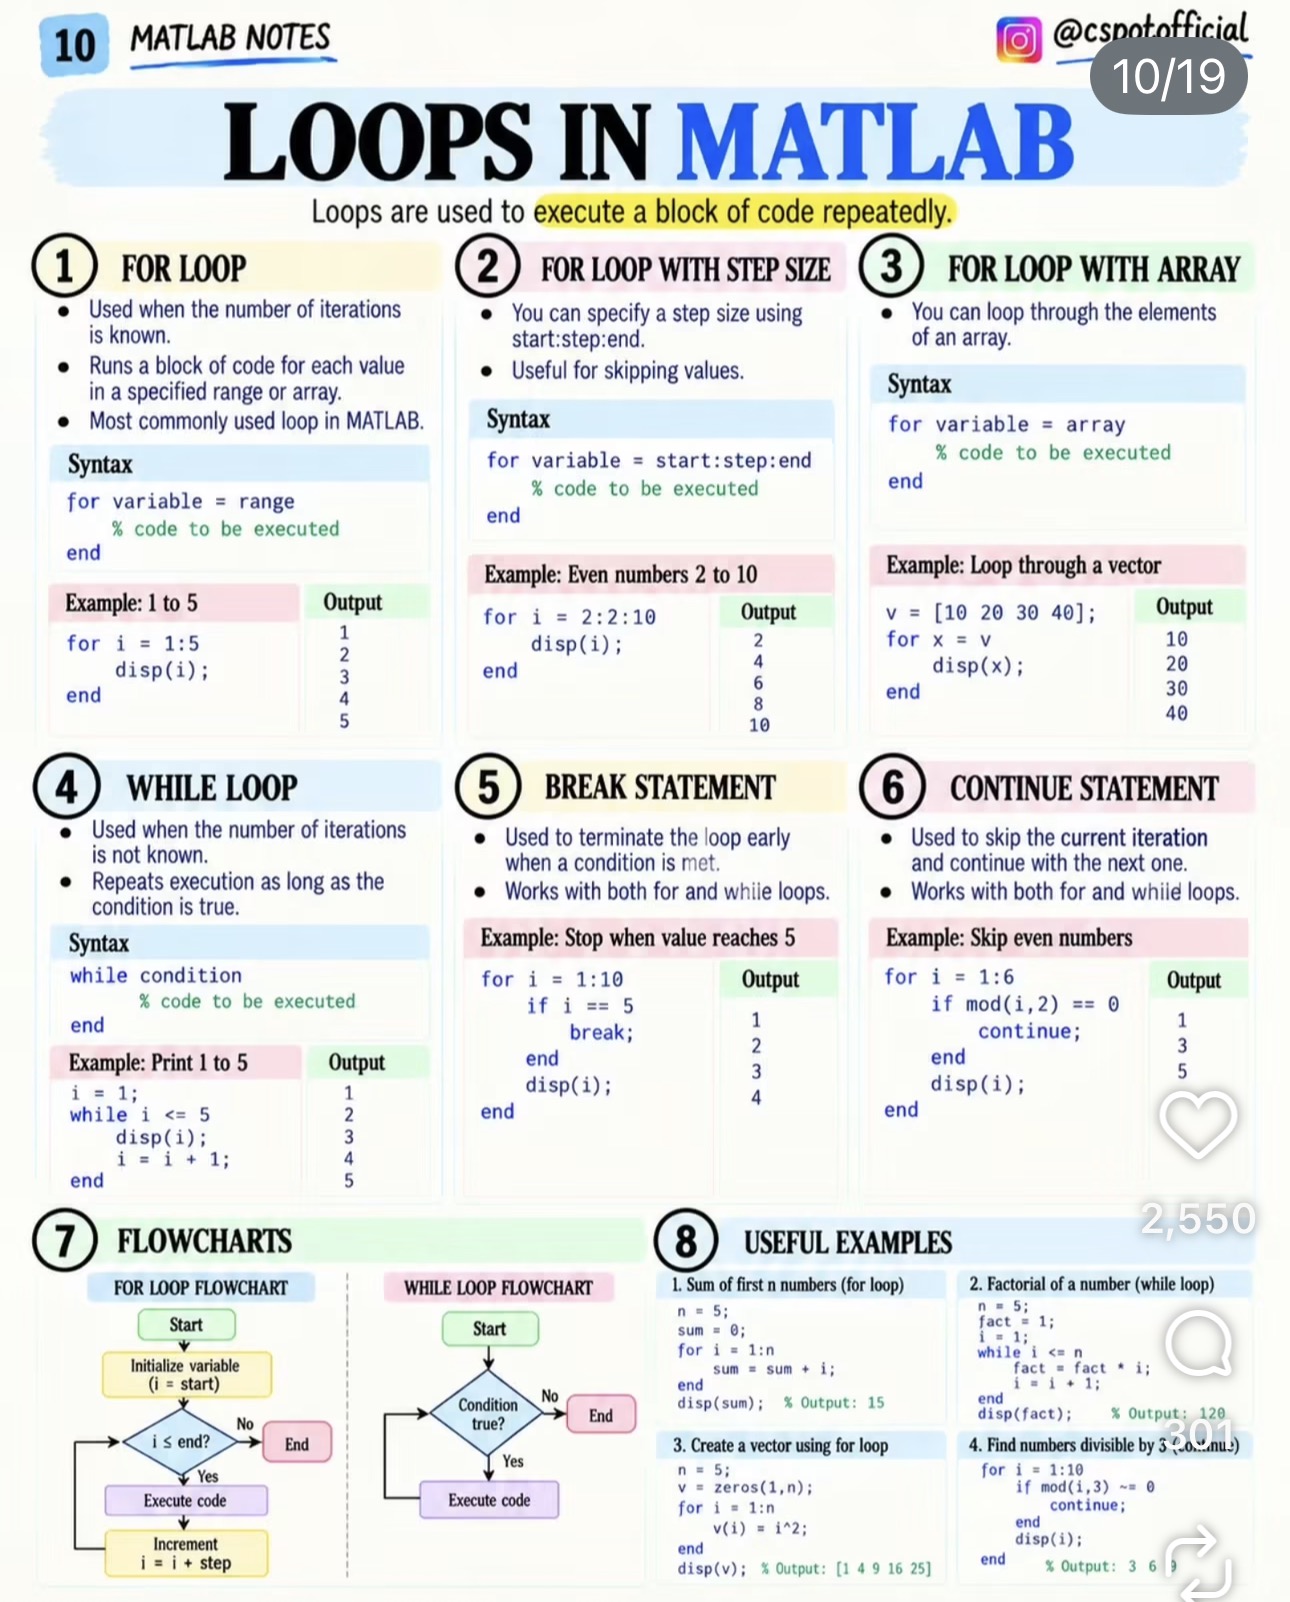 10 MATLAB NOTES
@cspotofficial
10/19
LOOPS IN MATLAB
Loops are used to execute a block of code repeatedly.
1 FOR LOOP
• Used when the number of iterations
is known.
• Runs a block of code for each value
in a specified range or array.
• Most commonly used loop in MATLAB.
Syntax
for variable = range
% code to be executed
end
Example: 1 to 5
for i = 1:5
disp(i);
end
Output
1
2
3
4
5
2 FOR LOOP WITH STEP SIZE
• You can specify a step size using
start:step:end.
• Useful for skipping values.
Syntax
for variable = start:step:end
% code to be executed
end
Example: Even numbers 2 to 10
for i = 2:2:10
disp(i);
end
Output
2
4
6
8
10
3 FOR LOOP WITH ARRAY
• You can loop through the elements
of an array.
Syntax
for variable = array
% code to be executed
end
Example: Loop through a vector
v = [10 20 30 40];
for x = v
disp(x);
end
Output
10
20
30
40
4 WHILE LOOP
• Used when the number of iterations
is not known.
• Repeats execution as long as the
condition is true.
Syntax
while condition
% code to be executed
end
Example: Print 1 to 5
i = 1;
while i <= 5
disp(i);
i = i + 1;
end
Output
1
2
3
4
5
5 BREAK STATEMENT
• Used to terminate the loop early
when a condition is met.
• Works with both for and while loops.
Example: Stop when value reaches 5
for i = 1:10
if i == 5
break;
end
disp(i);
end
Output
1
2
3
4
6 CONTINUE STATEMENT
• Used to skip the current iteration
and continue with the next one.
• Works with both for and while loops.
Example: Skip even numbers
for i = 1:6
if mod(i,2) == 0
continue;
end
disp(i);
end
Output
1
3
5
2,550
7 FLOWCHARTS
FOR LOOP FLOWCHART
Start
Initialize variable
(i = start)
i ≤ end?
No
End
Yes
Execute code
Increment
i = i + step
WHILE LOOP FLOWCHART
Start
Condition
true?
No
End
Yes
Execute code
8 USEFUL EXAMPLES
1. Sum of first n numbers (for loop)
n = 5;
sum = 0;
for i = 1:n
sum = sum + i;
end
disp(sum); % Output: 15
2. Factorial of a number (while loop)
n = 5;
fact = 1;
i = 1;
while i <= n
fact = fact * i;
i = i + 1;
end
disp(fact); % Output: 120
301
3. Create a vector using for loop
n = 5;
v = zeros(1,n);
for i = 1:n
v(i) = i^2;
end
disp(v); % Output: [1 4 9 16 25]
4. Find numbers divisible by 3 (continue)
for i = 1:10
if mod(i,3) ~= 0
continue;
end
disp(i);
end % Output: 3 6 9